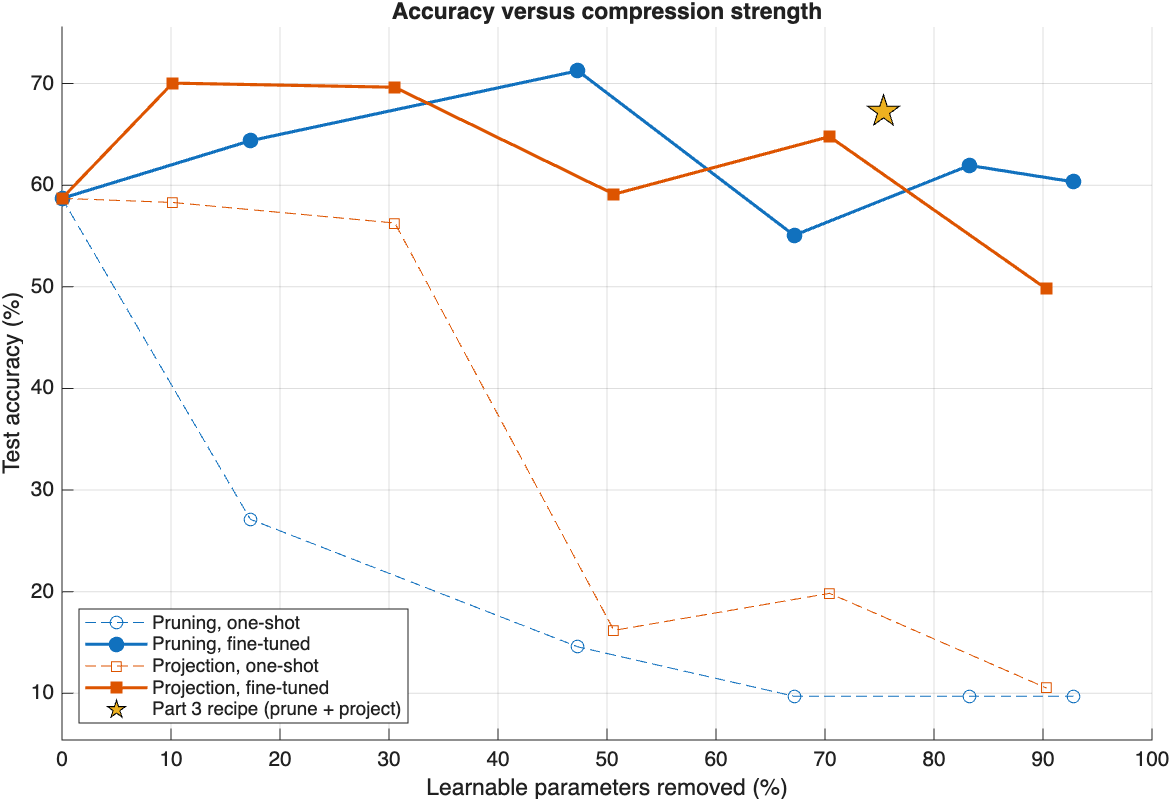 Accuracy versus compression strength
Test accuracy (%)
70
60
50
40
30
20
10
Pruning, one-shot
Pruning, fine-tuned
Projection, one-shot
Projection, fine-tuned
Part 3 recipe (prune + project)
0 10 20 30 40 50 60 70 80 90 100
Learnable parameters removed (%)